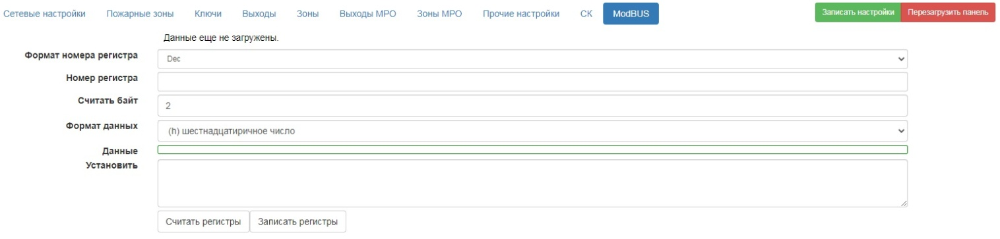 Сетевые настройки Пожарные зоны Ключи Выходы Зоны Выходы МРО Зоны МРО Прочие настройки СК ModBUS Записать настройки Перезагрузить панель
Данные еще не загружены.
Формат номера регистра Dec
Номер регистра
Считать байт 2
Формат данных (h) шестнадцатиричное число
Данные
Установить
Считать регистры Записать регистры